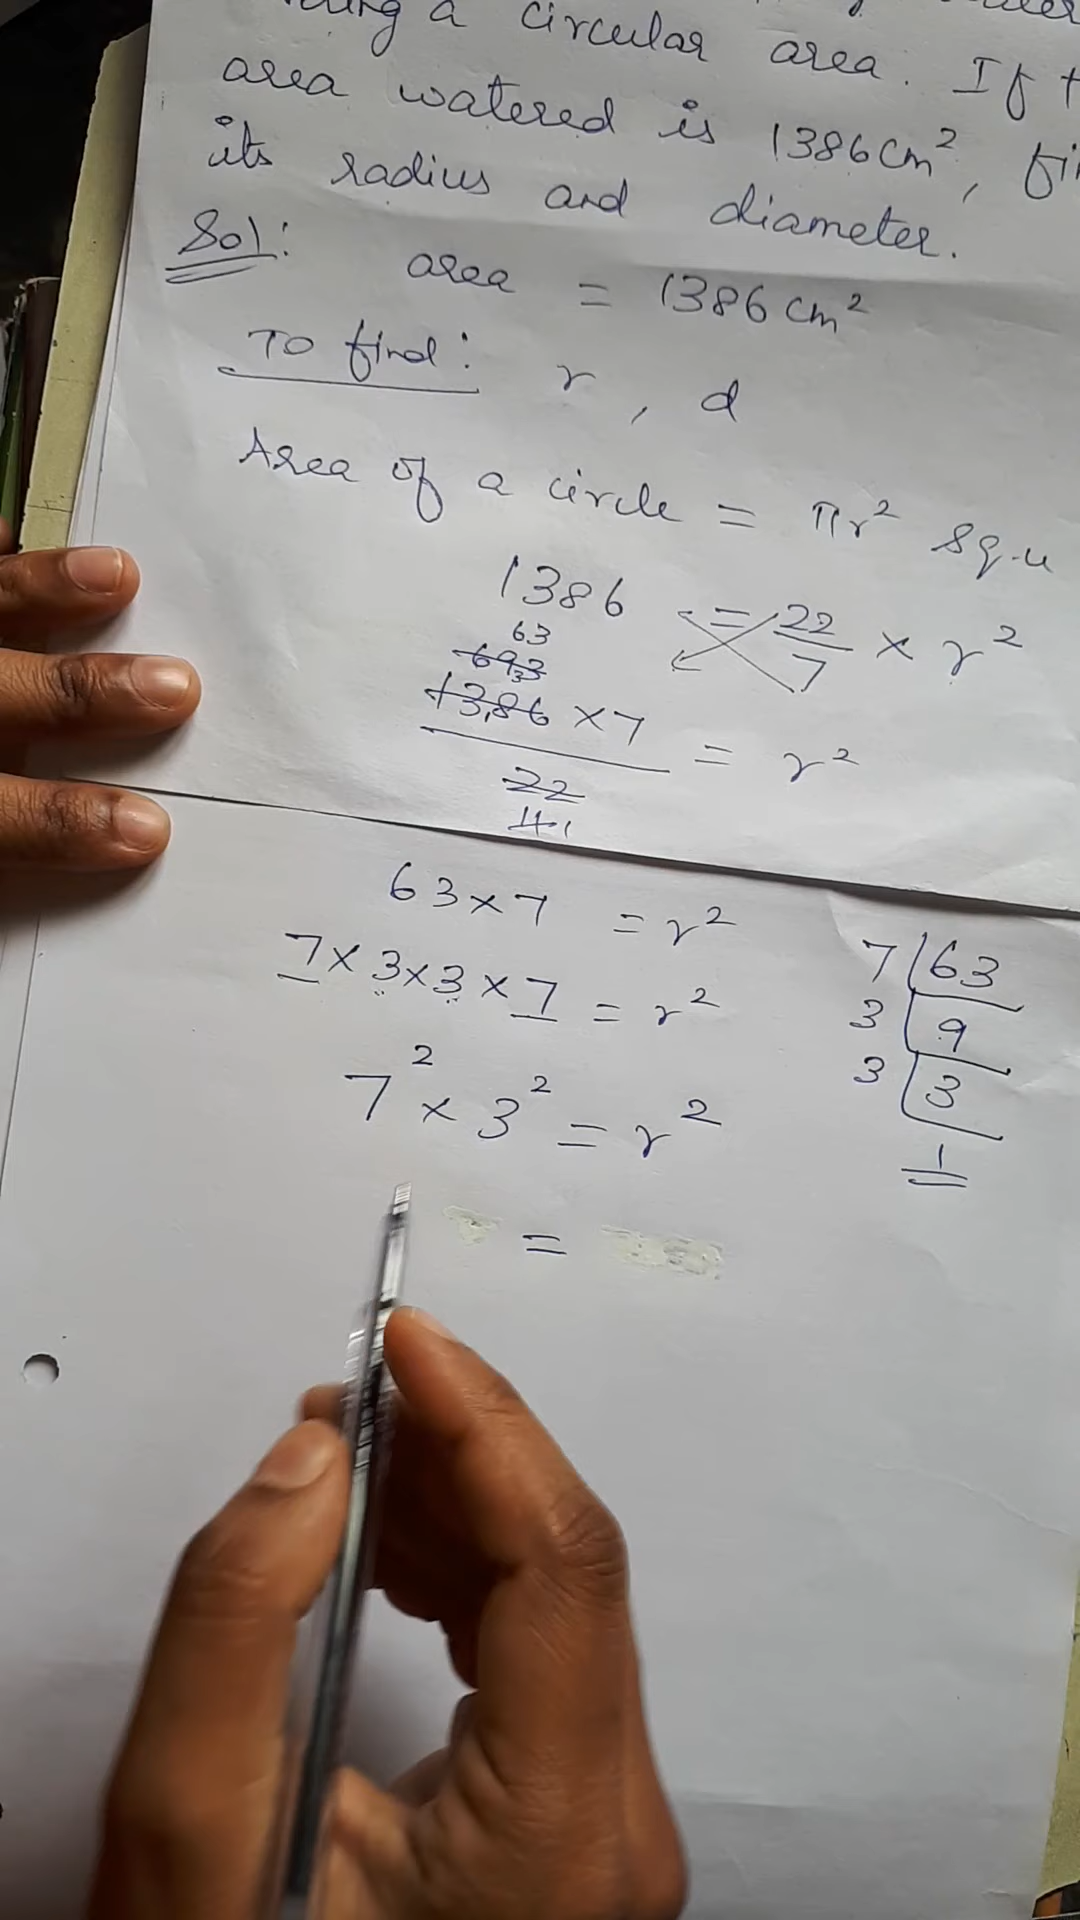 a circular area. If
area watered is 1386cm², 
its radius and diameter.
Sol:
area = 1386 cm²
To find: r, d
Area of a circle = πr² sq.u
1386 = 22/7 × r²
63
693
1386 × 7 = r²
22
11 1
63 × 7 = r²
7 × 3 × 3 × 7 = r²
7² × 3² = r²
=
7 63
3 9
3 3
1